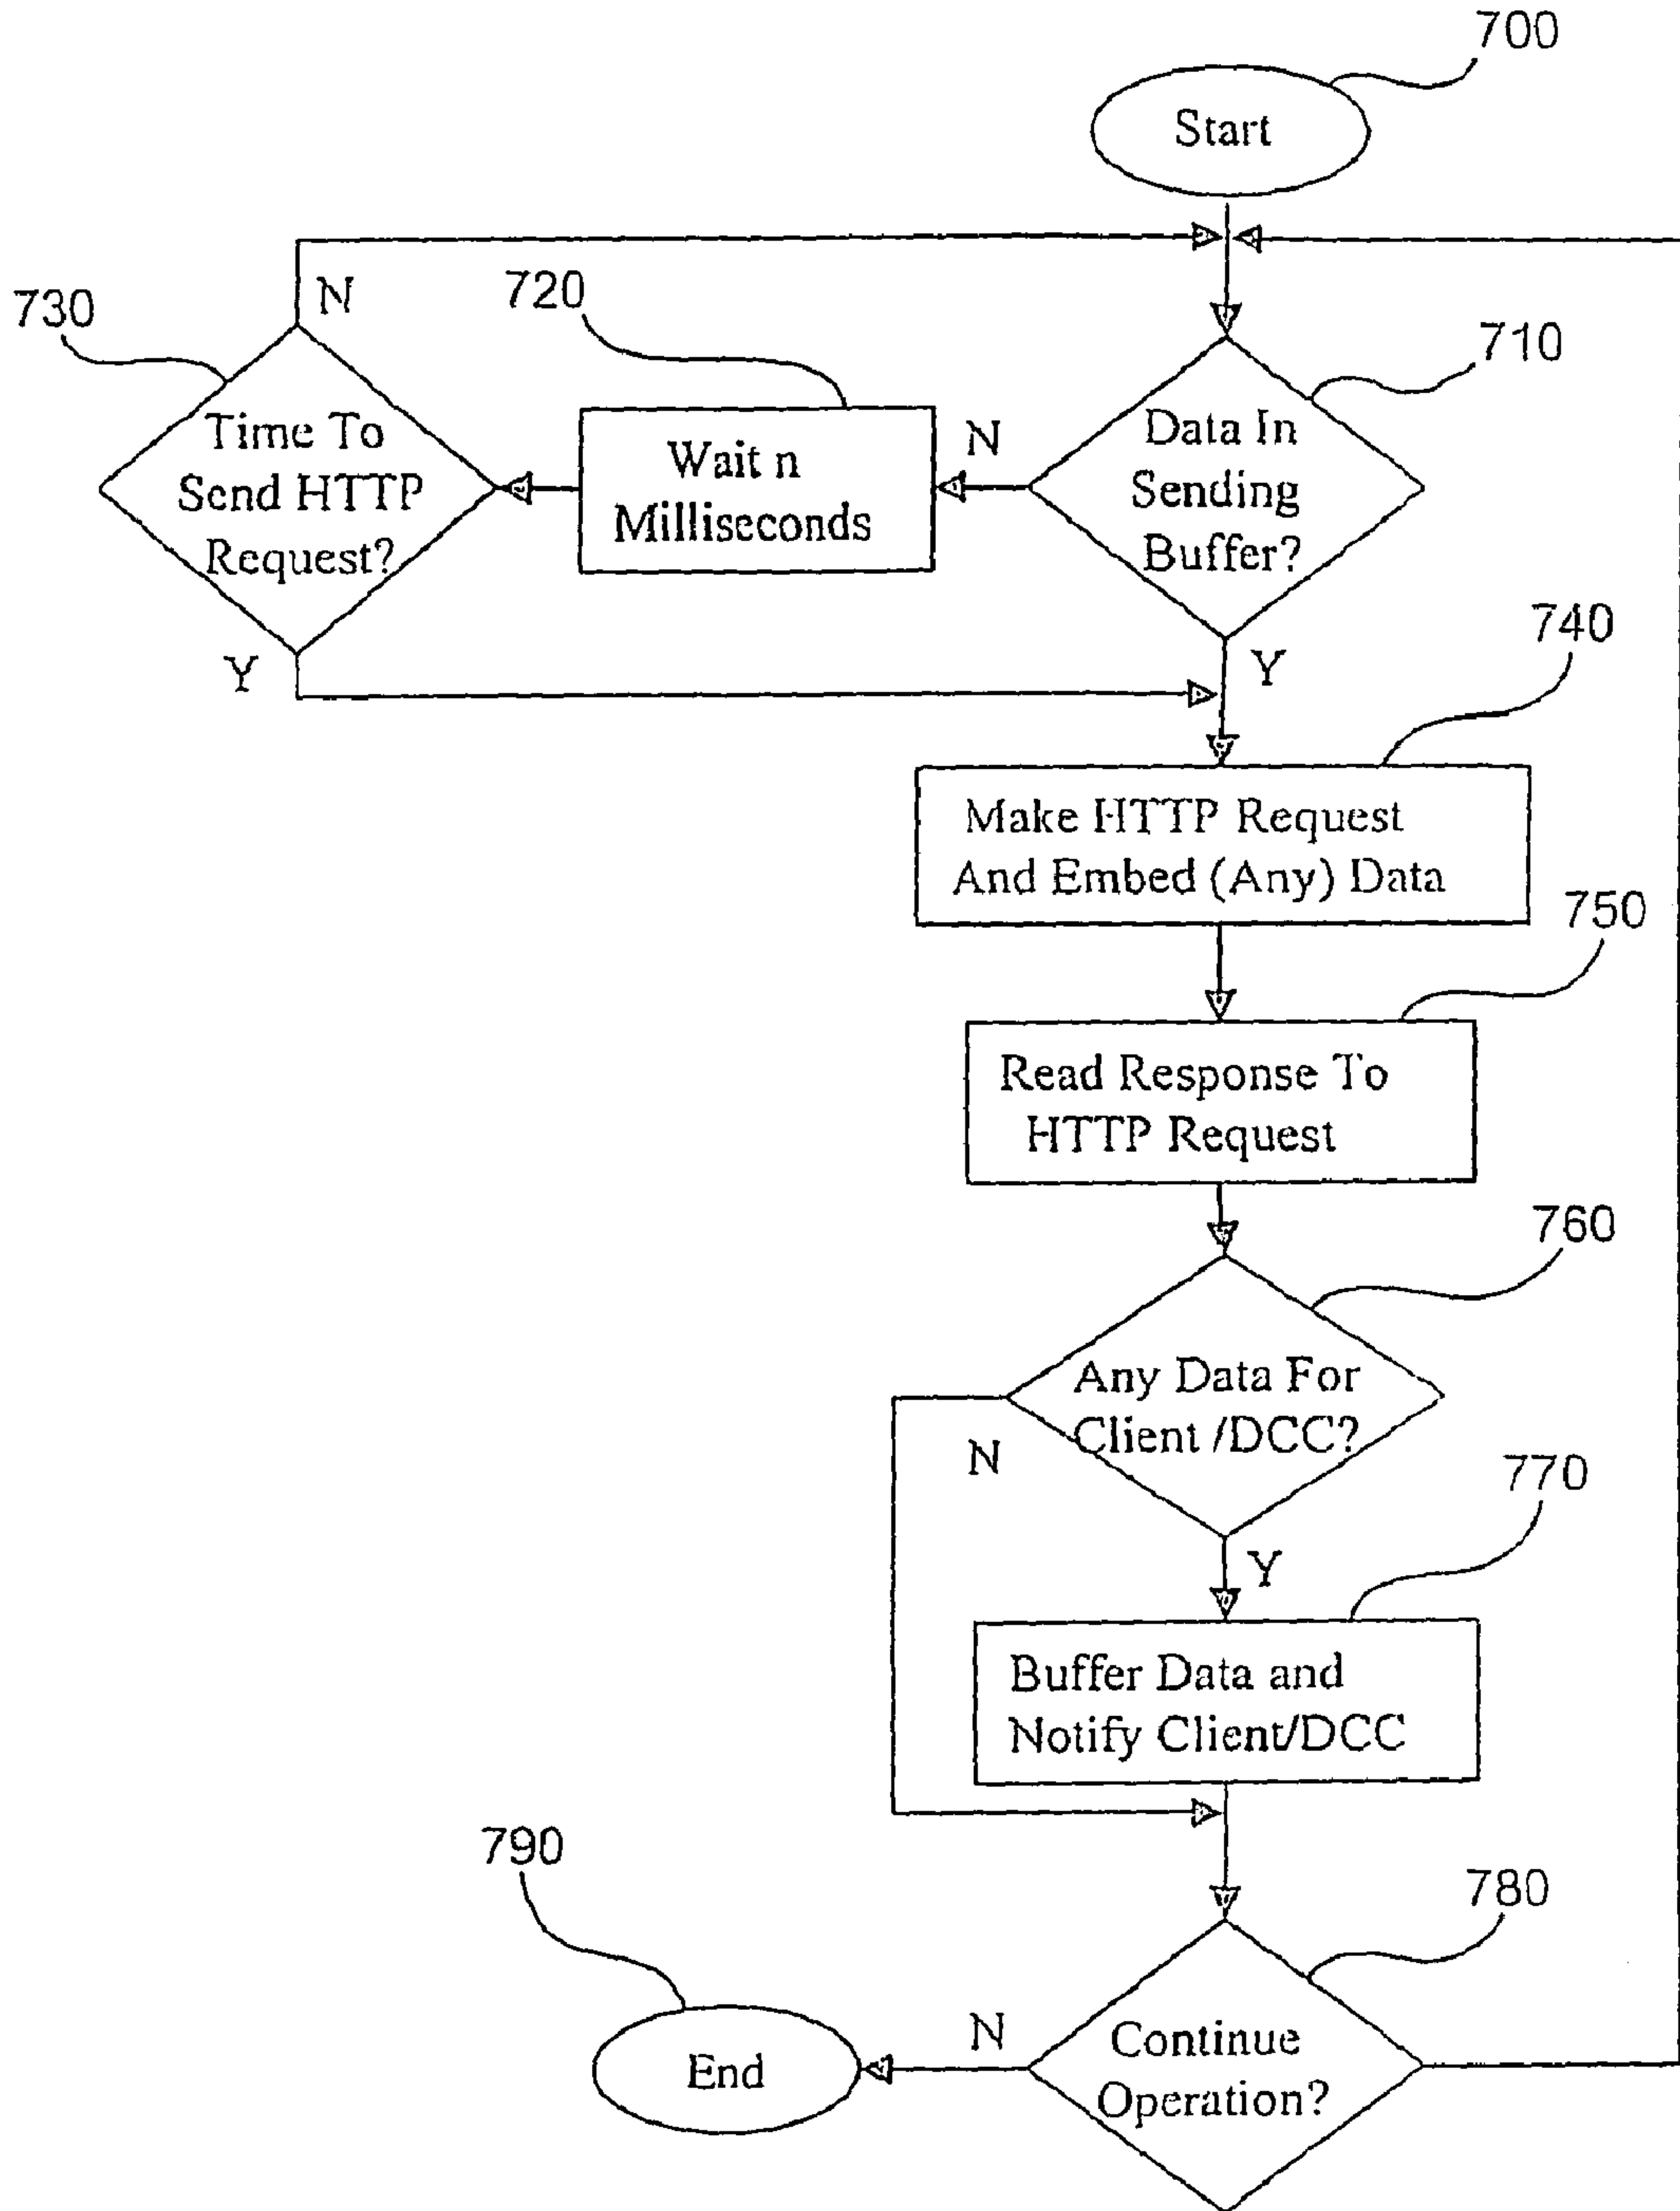 700
Start
N
720
730
710
Time To
Send HTTP
Request?
Wait n
Milliseconds
N
Data In
Sending
Buffer?
740
Y
Y
Make HTTP Request
And Embed (Any) Data
750
Read Response To
HTTP Request
760
Any Data For
Client /DCC?
N
770
Y
Buffer Data and
Notify Client/DCC
790
780
N
End
Continue
Operation?